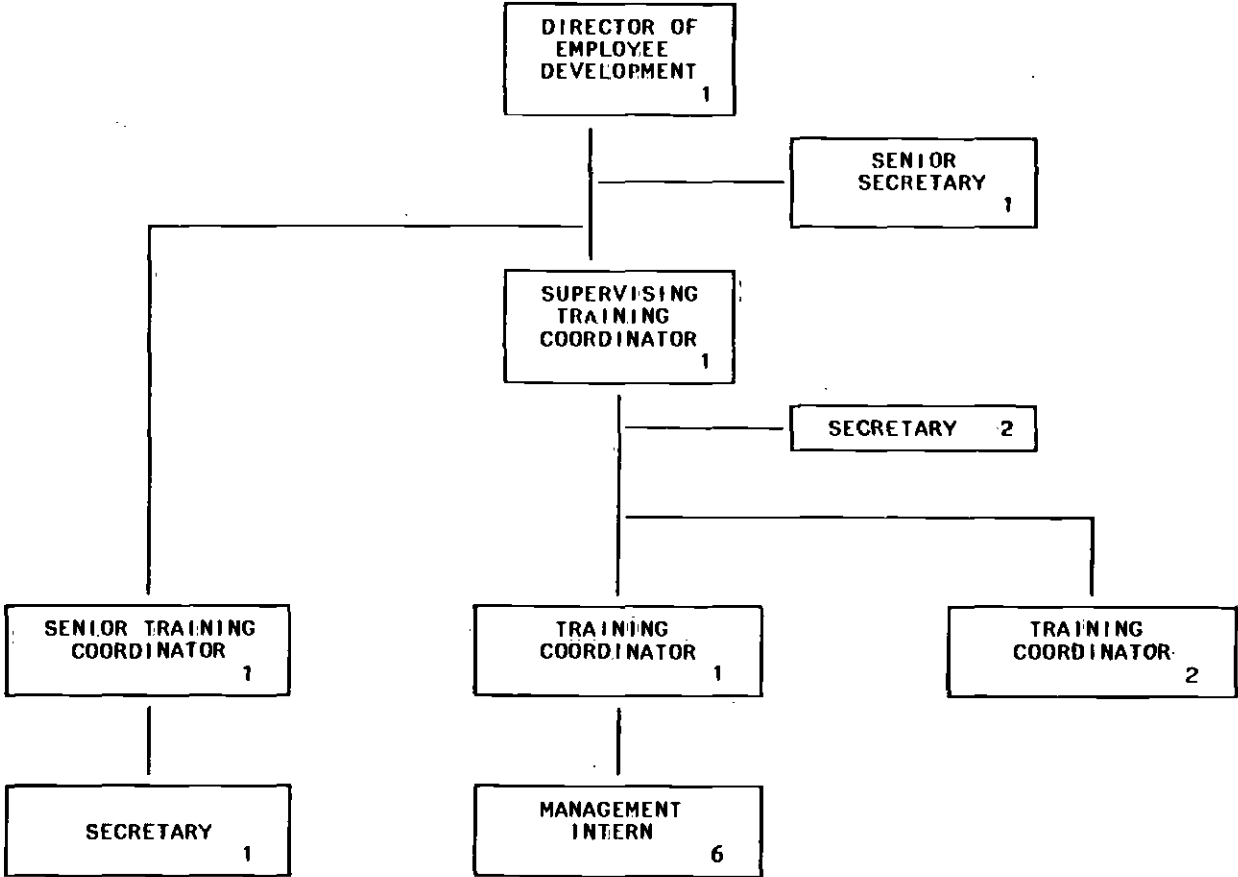 DIRECTOR OF
EMPLOYEE
DEVELOPMENT
1
SENIOR
SECRETARY
1
SUPERVISING
TRAINING
COORDINATOR
1
SECRETARY 2
SENIOR TRAINING
COORDINATOR
1
TRAINING
COORDINATOR
1
TRAINING
COORDINATOR
2
SECRETARY
1
MANAGEMENT
INTERN
6